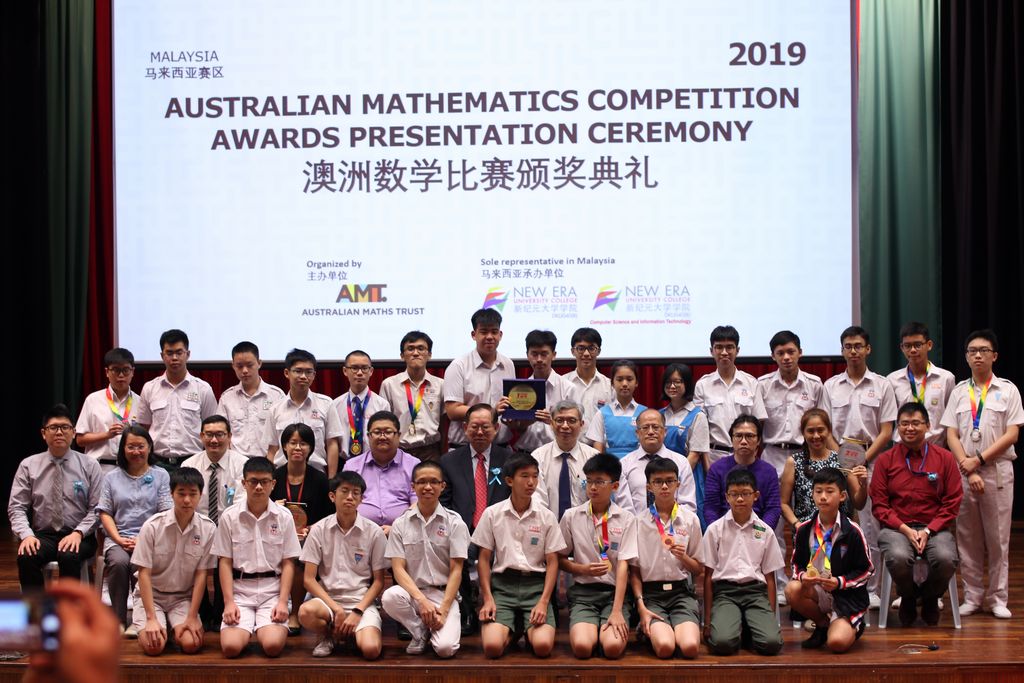 MALAYSIA
马来西亚赛区
2019
AUSTRALIAN MATHEMATICS COMPETITION
AWARDS PRESENTATION CEREMONY
澳洲数学比赛颁奖典礼
Organized by
主办单位
AMT.
AUSTRALIAN MATHS TRUST
Sole representative in Malaysia
马来西亚承办单位
NEW ERA
UNIVERSITY COLLEGE
新纪元大学学院
NEW ERA
UNIVERSITY COLLEGE
新纪元大学学院
Computer Science and Information Technology